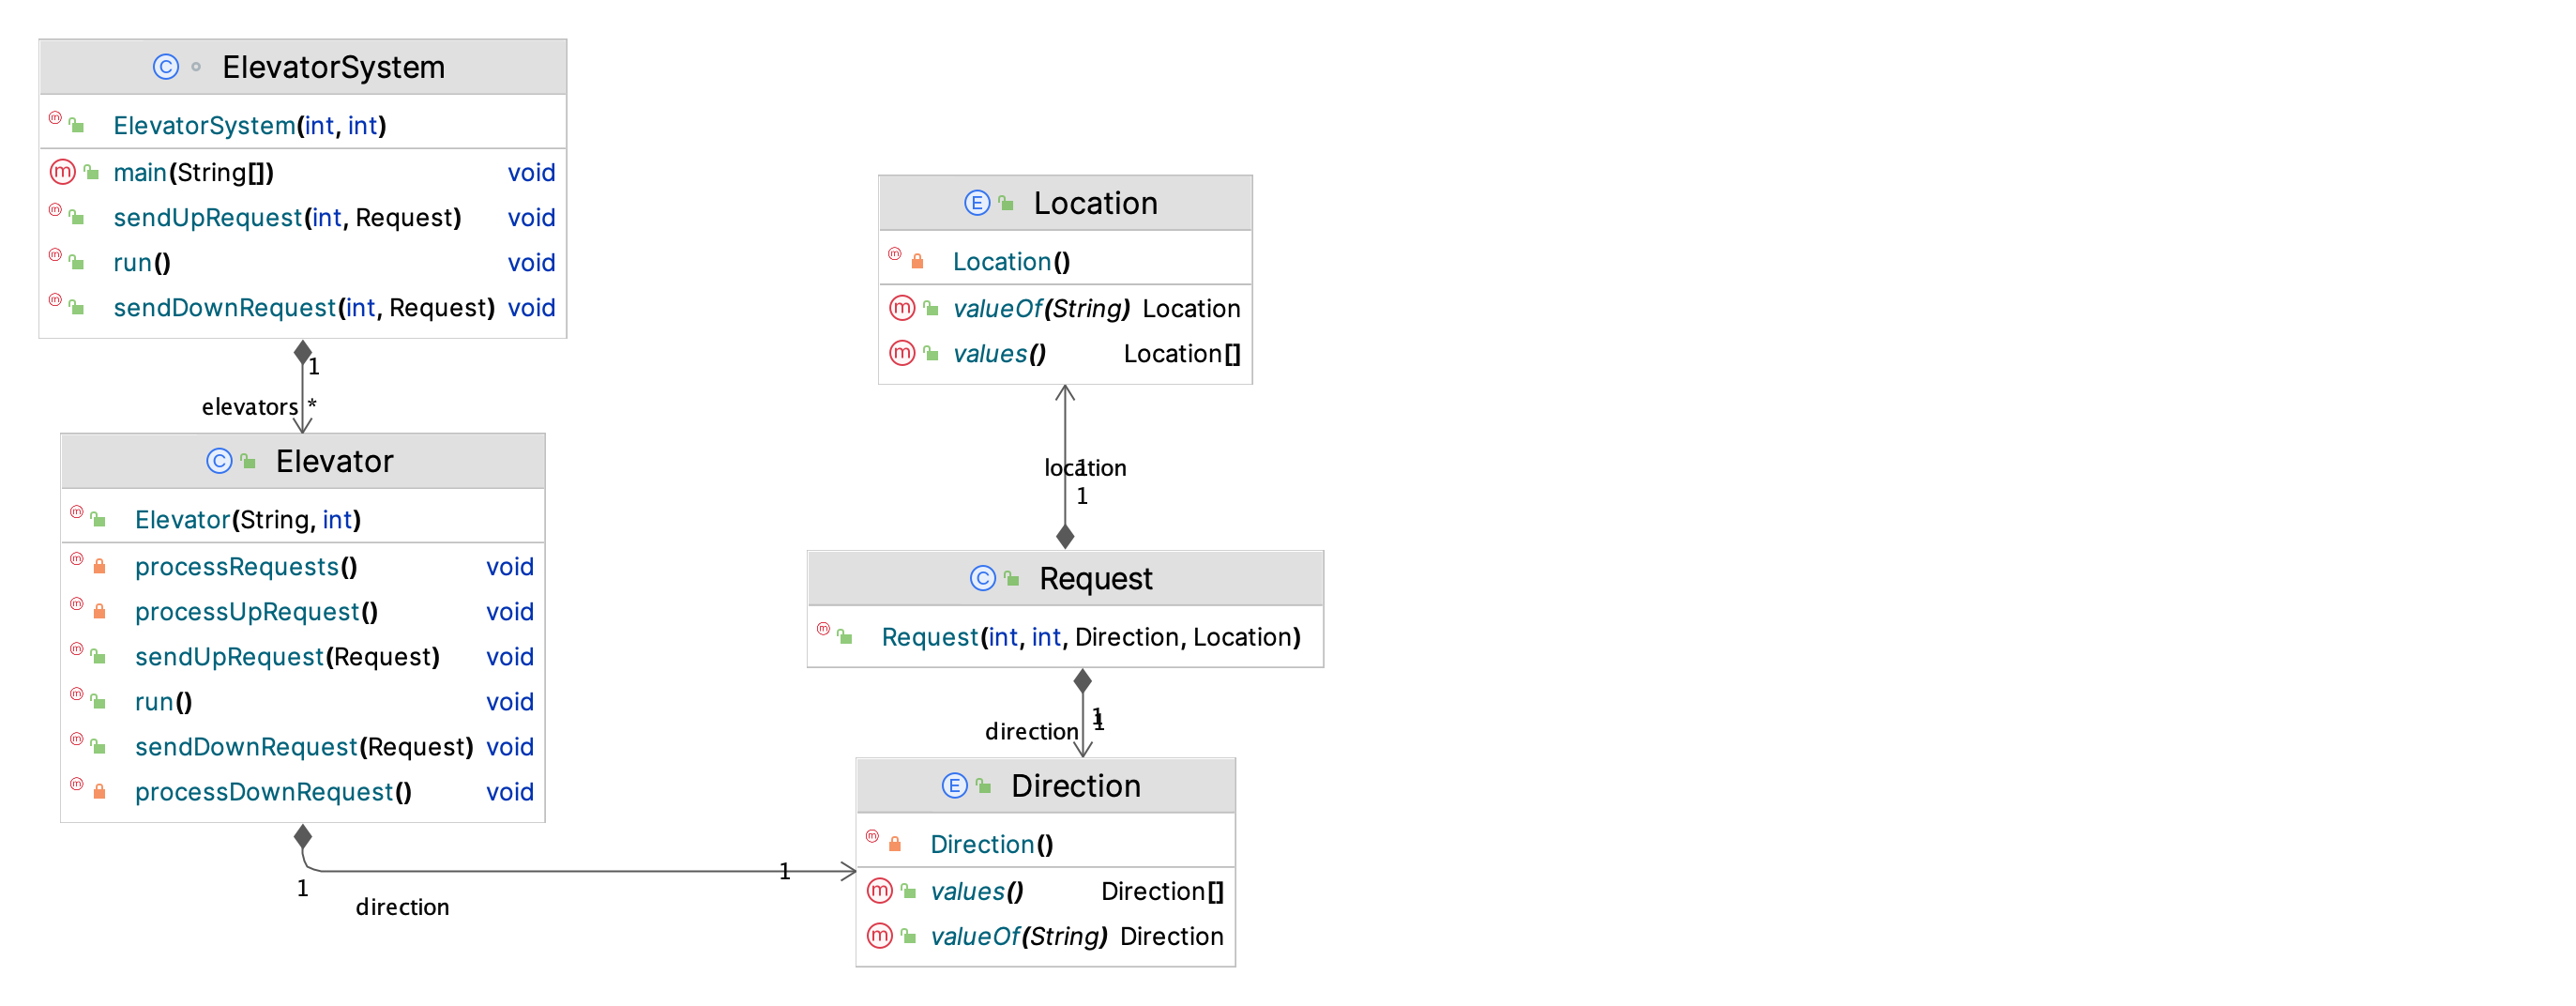 ElevatorSystem
ElevatorSystem(int, int)
main(String[]) void
sendUpRequest(int, Request) void
run() void
sendDownRequest(int, Request) void
1
elevators *
Elevator
Elevator(String, int)
processRequests() void
processUpRequest() void
sendUpRequest(Request) void
run() void
sendDownRequest(Request) void
processDownRequest() void
1
direction
1
Location
Location()
valueOf(String) Location
values() Location[]
location
1
1
Request
Request(int, int, Direction, Location)
1
1
direction
Direction
Direction()
values() Direction[]
valueOf(String) Direction